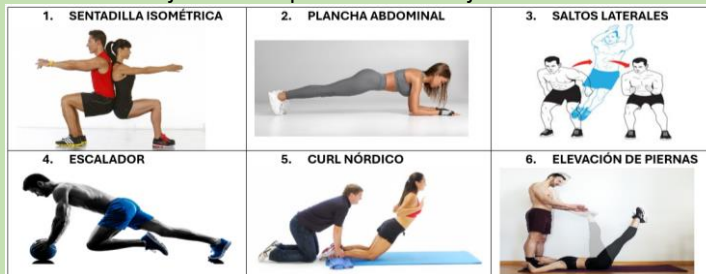 1. SENTADILLA ISOMÉTRICA
2. PLANCHA ABDOMINAL
3. SALTOS LATERALES
4. ESCALADOR
5. CURL NÓRDICO
6. ELEVACIÓN DE PIERNAS